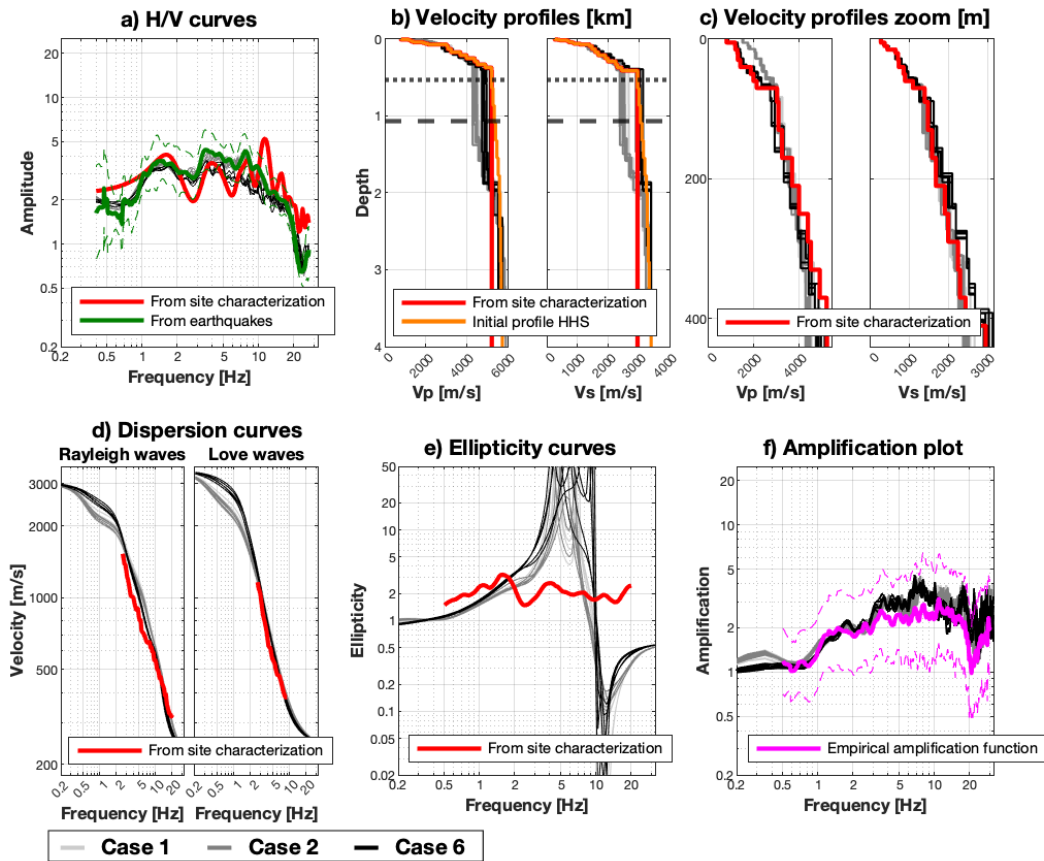 a) H/V curves
Amplitude
5
2
1
0.5
0.2
0.2 0.5 1 2 5 10 20
Frequency [Hz]
From site characterization
From earthquakes
b) Velocity profiles [km]
Depth
0
1
2
3
4
2000 4000 6000
Vp [m/s]
0 1000 2000 3000 4000
Vs [m/s]
From site characterization
Initial profile HHS
c) Velocity profiles zoom [m]
0
200
400
2000 4000
Vp [m/s]
0 1000 2000 3000
Vs [m/s]
From site characterization
d) Dispersion curves
Rayleigh waves
Love waves
Velocity [m/s]
3000
2000
1000
500
200
0.2 0.5 1 2 5 10 20
Frequency [Hz]
0.2 0.5 1 2 5 10 20
Frequency [Hz]
From site characterization
e) Ellipticity curves
Ellipticity
50
20
10
5
2
1
0.5
0.2
0.1
0.05
0.02
0.2 0.5 1 2 5 10 20
Frequency [Hz]
From site characterization
f) Amplification plot
Amplification
20
10
5
2
1
0.5
0.2
0.2 0.5 1 2 5 10 20
Frequency [Hz]
Empirical amplification function
Case 1 Case 2 Case 6